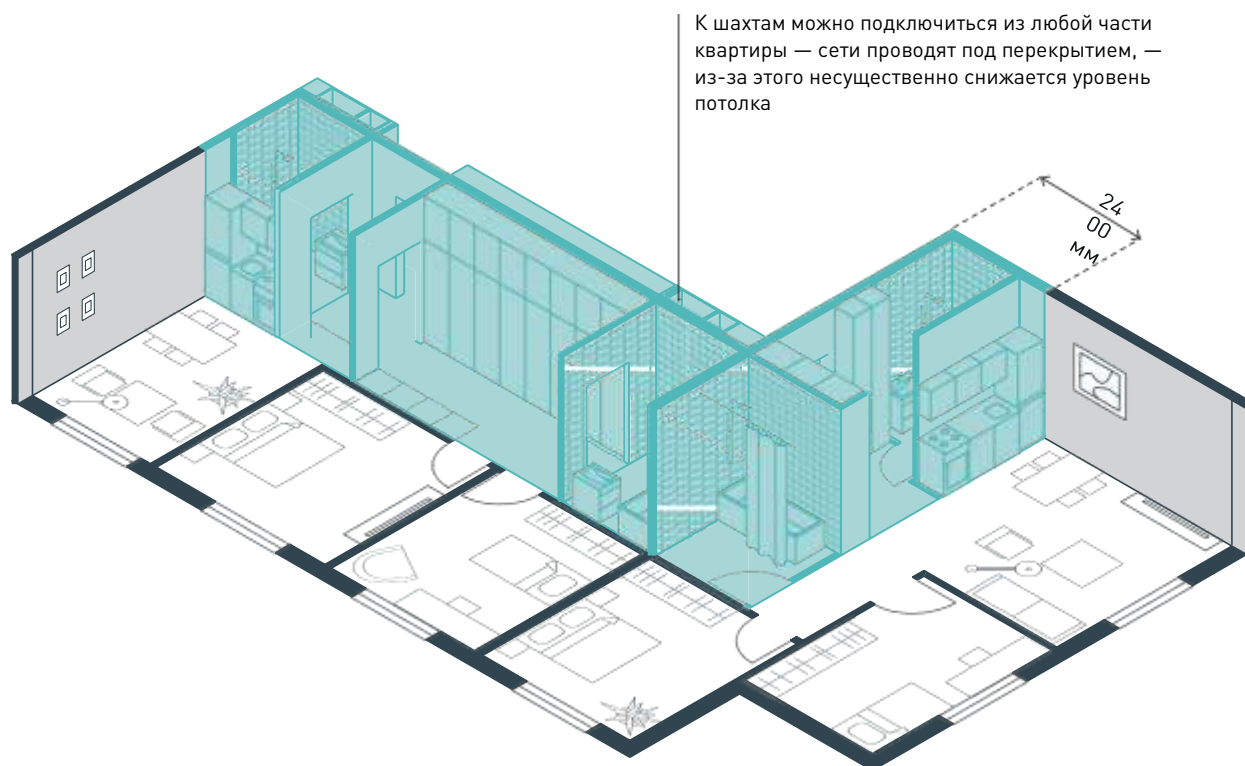 К шахтам можно подключиться из любой части
квартиры — сети проводят под перекрытием, —
из-за этого несущественно снижается уровень
потолка
24
00
мм